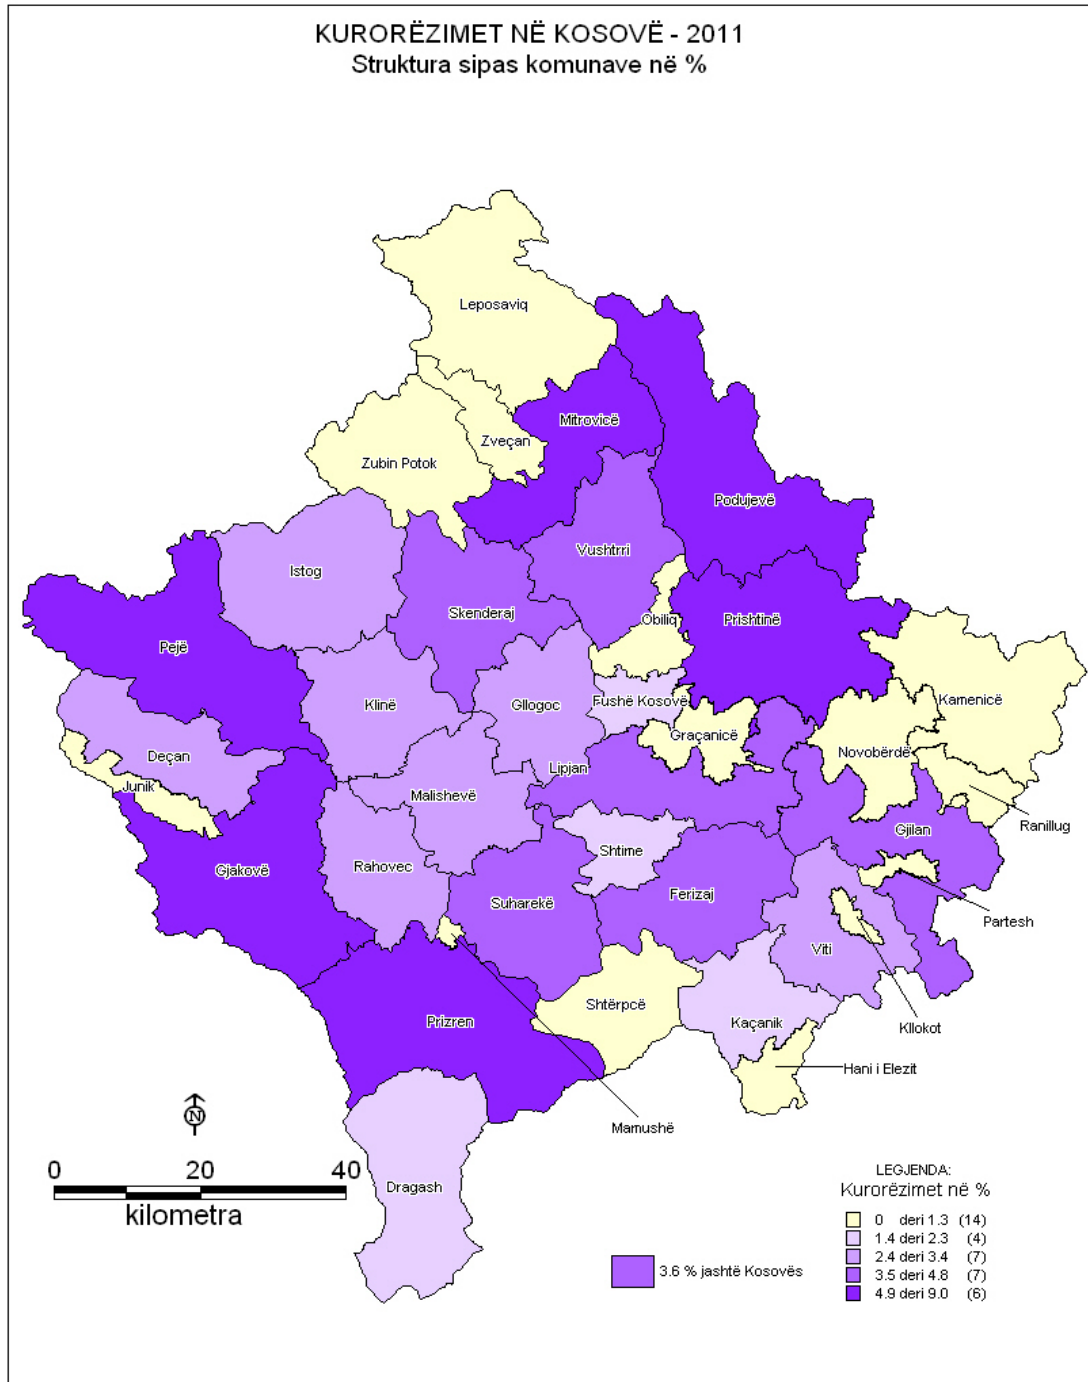 KURORËZIMET NË KOSOVË - 2011
Struktura sipas komunave në %
Leposaviq
Mitrovicë
Zveçan
Zubin Potok
Podujevë
Vushtrri
Istog
Skenderaj
Obiliq
Prishtinë
Pejë
Klinë
Gllogoc
Fushë Kosovë
Kamenicë
Graçanicë
Novobërdë
Deçan
Lipjan
Junik
Malishevë
Ranillug
Gjilan
Shtime
Rahovec
Gjakovë
Ferizaj
Suharekë
Partesh
Viti
Shtërpcë
Prizren
Kaçanik
Kllokot
Hani i Elezit
Mamushë
Dragash
N
0 20 40
kilometra
LEGJENDA:
Kurorëzimet në %
0 deri 1.3 (14)
1.4 deri 2.3 (4)
2.4 deri 3.4 (7)
3.5 deri 4.8 (7)
4.9 deri 9.0 (6)
3.6 % jashtë Kosovës